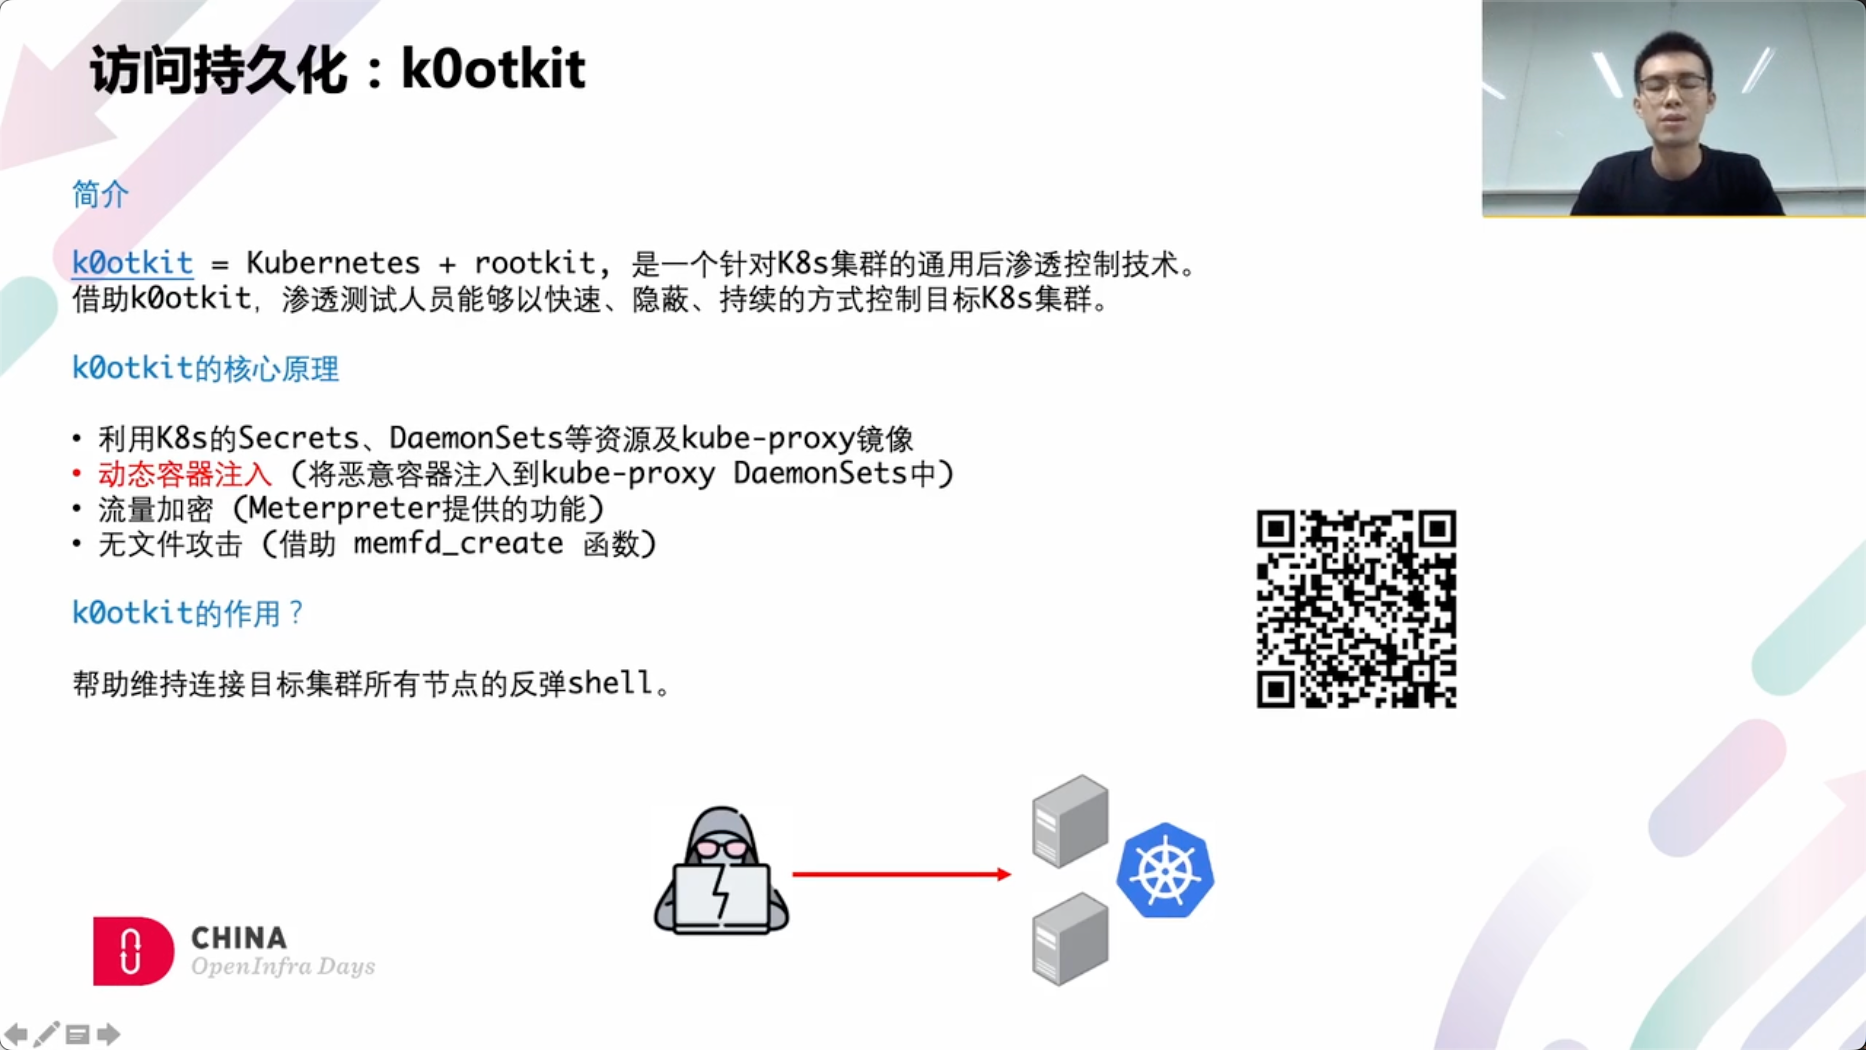 访问持久化：k0otkit
简介
k0otkit = Kubernetes + rootkit, 是一个针对K8s集群的通用后渗透控制技术。
借助k0otkit, 渗透测试人员能够以快速、隐蔽、持续的方式控制目标K8s集群。
k0otkit的核心原理
• 利用K8s的Secrets、DaemonSets等资源及kube-proxy镜像
• 动态容器注入 (将恶意容器注入到kube-proxy DaemonSets中)
• 流量加密 (Meterpreter提供的功能)
• 无文件攻击 (借助 memfd_create 函数)
k0otkit的作用？
帮助维持连接目标集群所有节点的反弹shell。
CHINA
OpenInfra Days